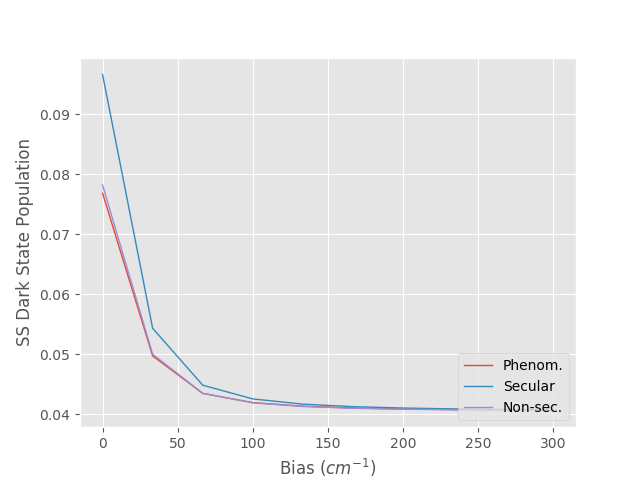 0.09
0.08
0.07
0.06
0.05
0.04
SS Dark State Population
Phenom.
Secular
Non-sec.
0 50 100 150 200 250 300
Bias (cm⁻¹)